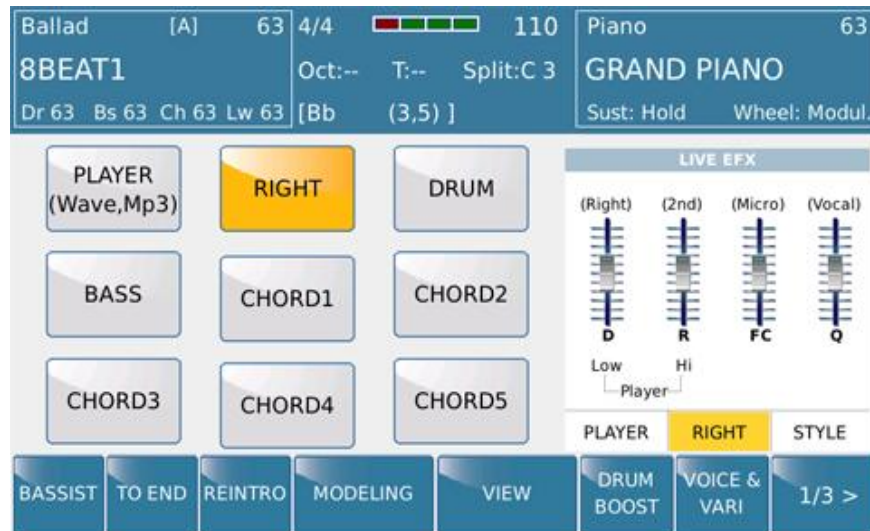 Ballad [A] 63
8BEAT1
Dr 63 Bs 63 Ch 63 Lw 63
4/4 110
Oct:-- T:-- Split:C 3
[Bb (3,5) ]
Piano 63
GRAND PIANO
Sust: Hold Wheel: Modul.
PLAYER
(Wave,Mp3)
RIGHT
DRUM
BASS
CHORD1
CHORD2
CHORD3
CHORD4
CHORD5
LIVE EFX
(Right) (2nd) (Micro) (Vocal)
D R FC Q
Low Hi
Player
PLAYER RIGHT STYLE
BASSIST
TO END
REINTRO
MODELING
VIEW
DRUM
BOOST
VOICE &
VARI
1/3 >